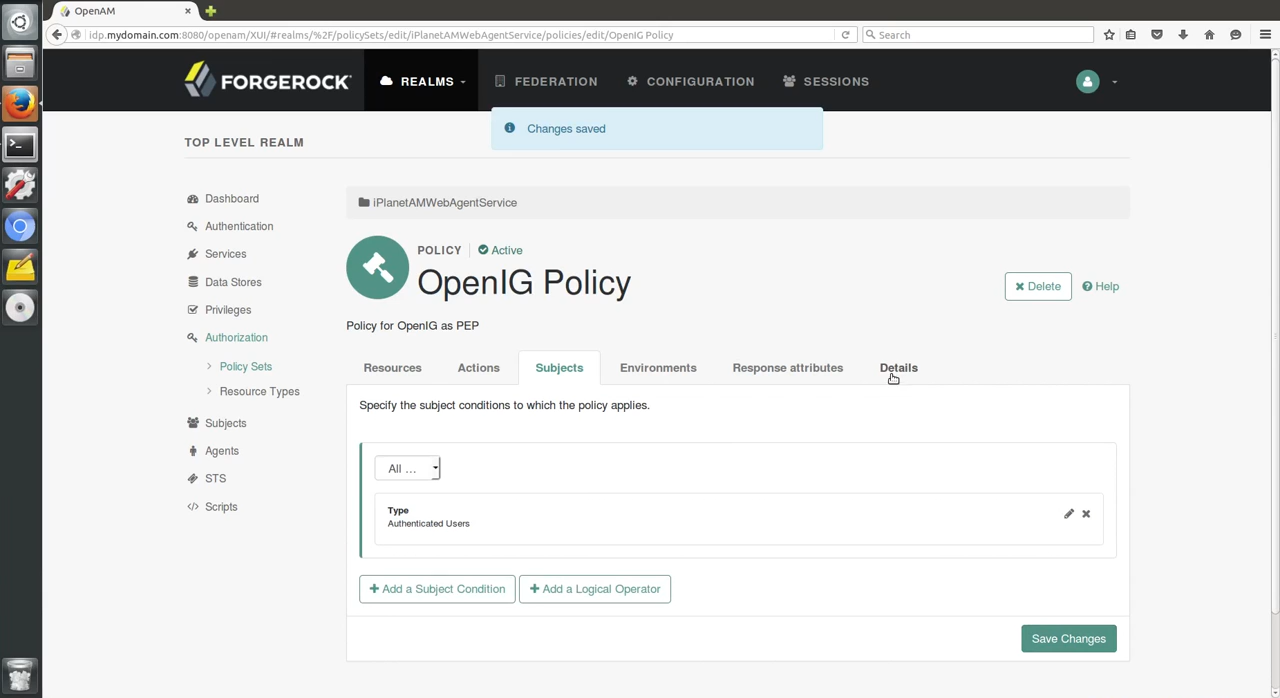 OpenAM
idp.mydomain.com:8080/openam/XUI/#realms/%2F/policySets/edit/iPlanetAMWebAgentService/policies/edit/OpenIG Policy
Search
FORGEROCK
REALMS
FEDERATION
CONFIGURATION
SESSIONS
Changes saved
TOP LEVEL REALM
Dashboard
Authentication
Services
Data Stores
Privileges
Authorization
Policy Sets
Resource Types
Subjects
Agents
STS
Scripts
iPlanetAMWebAgentService
POLICY
Active
OpenIG Policy
Delete
Help
Policy for OpenIG as PEP
Resources
Actions
Subjects
Environments
Response attributes
Details
Specify the subject conditions to which the policy applies.
All ...
Type
Authenticated Users
Add a Subject Condition
Add a Logical Operator
Save Changes